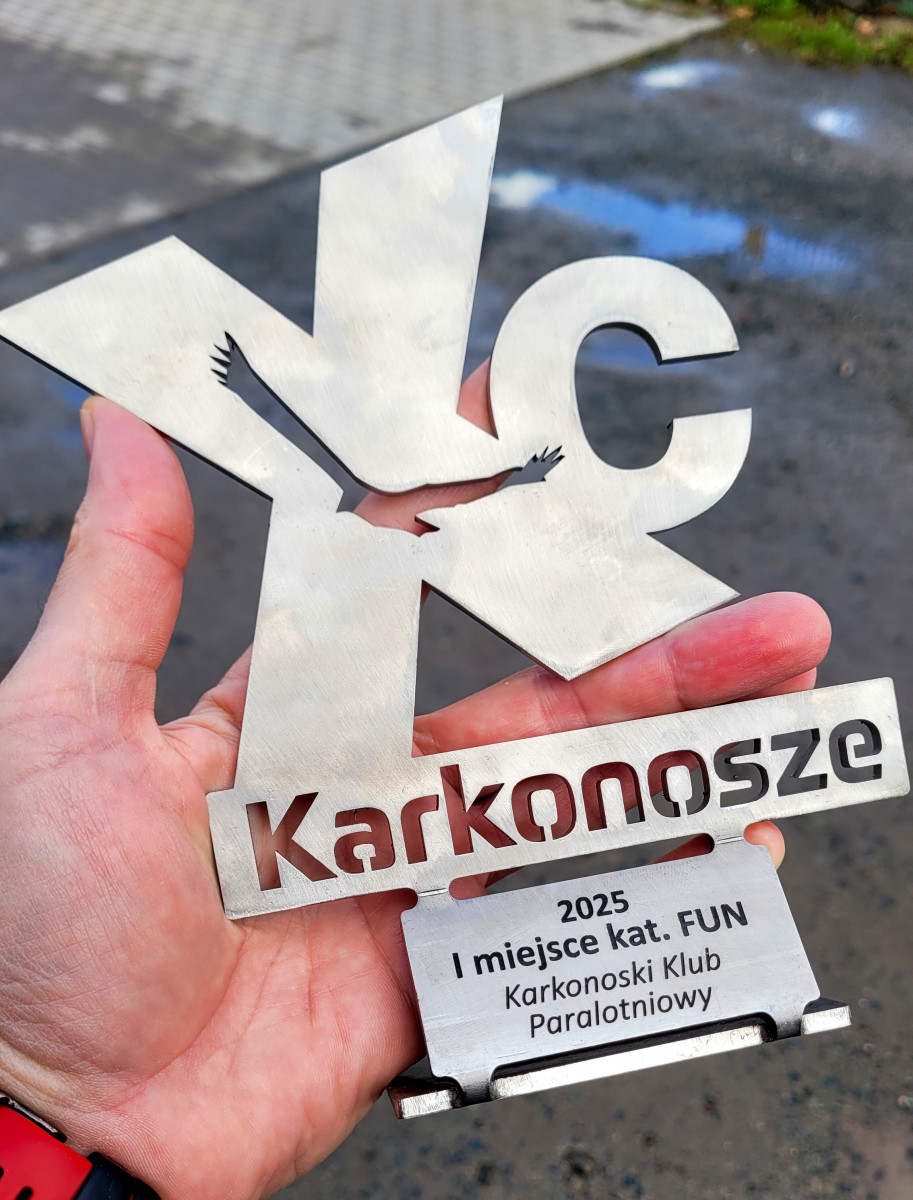 XC
Karkonosze
2025
I miejsce kat. FUN
Karkonoski Klub
Paralotniowy